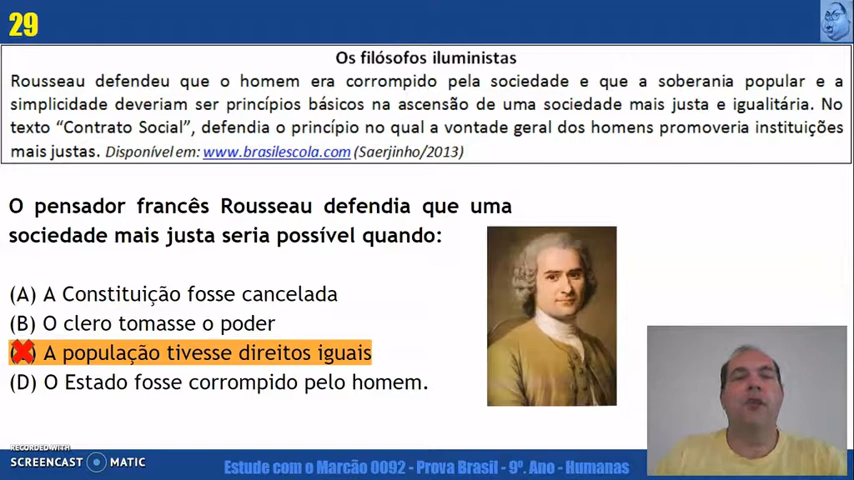 29
Os filósofos iluministas
Rousseau defendeu que o homem era corrompido pela sociedade e que a soberania popular e a
simplicidade deveriam ser princípios básicos na ascensão de uma sociedade mais justa e igualitária. No
texto “Contrato Social”, defendia o princípio no qual a vontade geral dos homens promoveria instituições
mais justas. Disponível em: www.brasilescola.com (Saerjinho/2013)
O pensador francês Rousseau defendia que uma
sociedade mais justa seria possível quando:
(A) A Constituição fosse cancelada
(B) O clero tomasse o poder
A população tivesse direitos iguais
(D) O Estado fosse corrompido pelo homem.
RECORDED WITH
SCREENCAST MATIC
Estude com o Marcão 0092 - Prova Brasil - 9º. Ano - Humanas